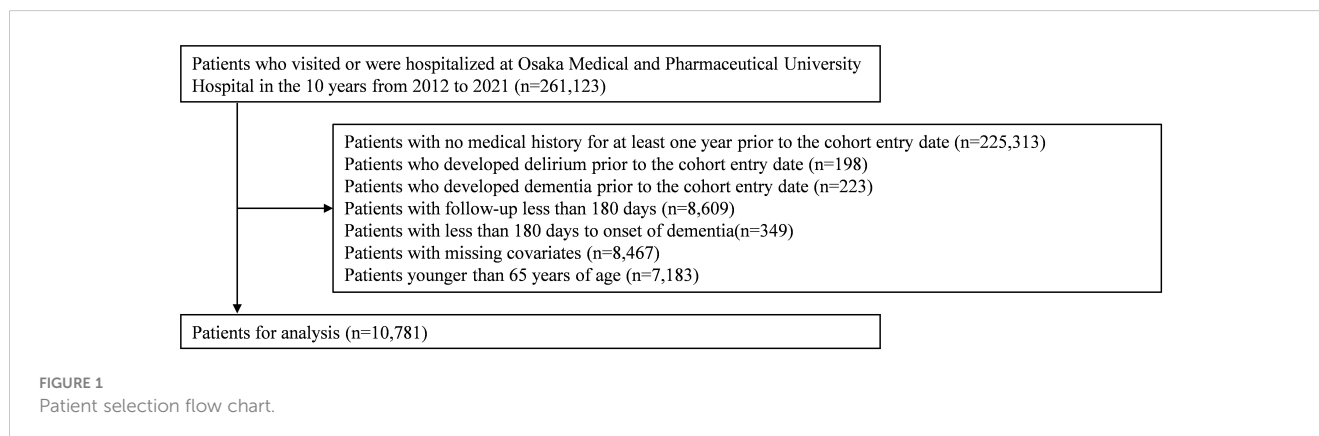 Patients who visited or were hospitalized at Osaka Medical and Pharmaceutical University
Hospital in the 10 years from 2012 to 2021 (n=261,123)
Patients with no medical history for at least one year prior to the cohort entry date (n=225,313)
Patients who developed delirium prior to the cohort entry date (n=198)
Patients who developed dementia prior to the cohort entry date (n=223)
Patients with follow-up less than 180 days (n=8,609)
Patients with less than 180 days to onset of dementia(n=349)
Patients with missing covariates (n=8,467)
Patients younger than 65 years of age (n=7,183)
Patients for analysis (n=10,781)
FIGURE 1
Patient selection flow chart.